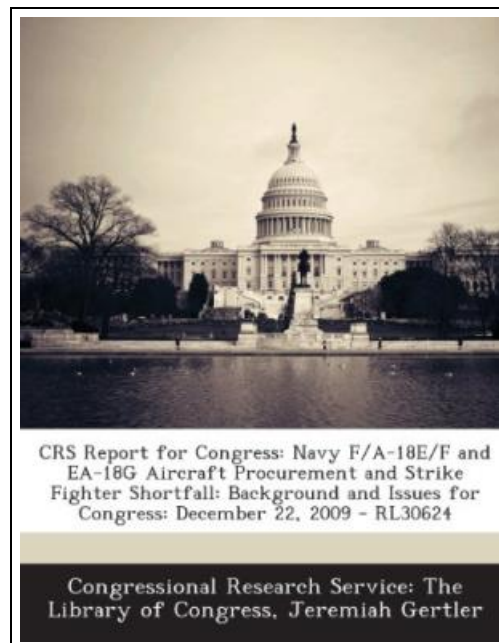 CRS Report for Congress: Navy F/A-18E/F and
EA-18G Aircraft Procurement and Strike
Fighter Shortfall: Background and Issues for
Congress: December 22, 2009 - RL30624
Congressional Research Service: The
Library of Congress, Jeremiah Gertler